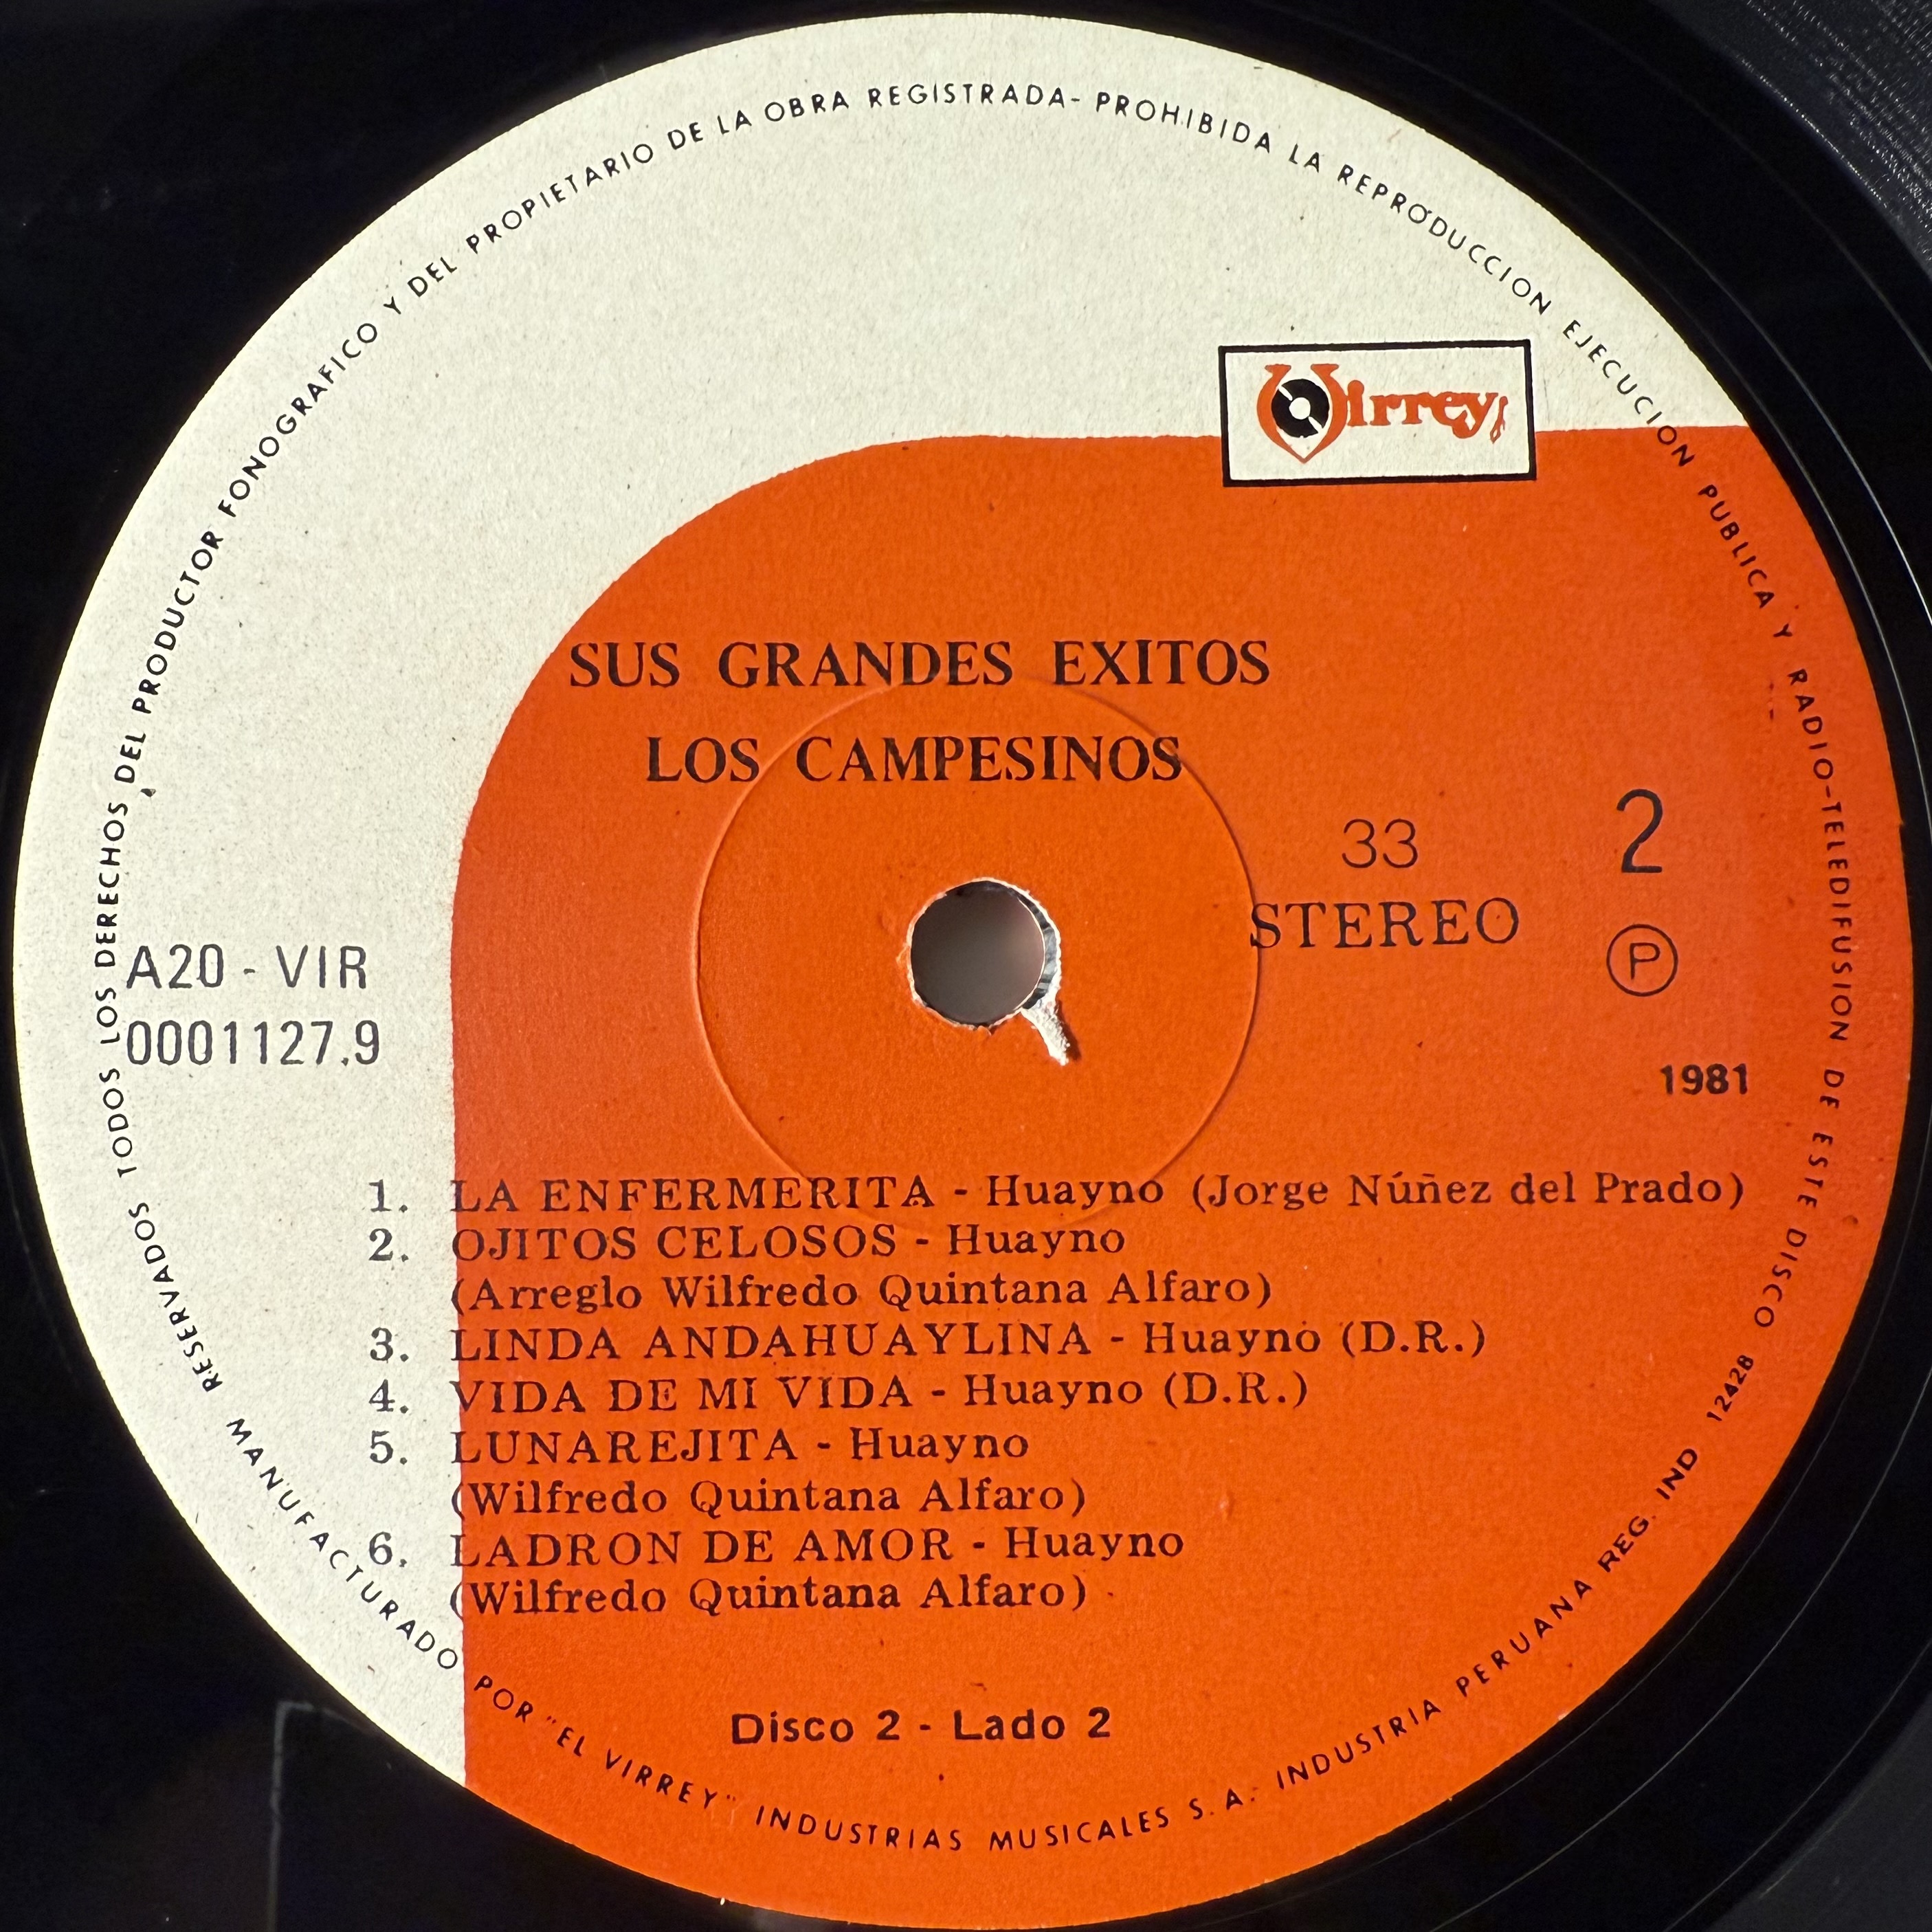 TODOS LOS DERECHOS DEL PRODUCTOR FONOGRAFICO Y DEL PROPIETARIO DE LA OBRA REGISTRADA- PROHIBIDA LA REPRODUCCION EJECUCION PUBLICA Y RADIO-TELEDIFUSION DE ESTE DISCO
RESERVADOS
Virrey
SUS GRANDES EXITOS
LOS CAMPESINOS
33
STEREO
2
P
1981
A20 - VIR
0001127.9
1. LA ENFERMERITA - Huayno (Jorge Núñez del Prado)
2. OJITOS CELOSOS - Huayno
(Arreglo Wilfredo Quintana Alfaro)
3. LINDA ANDAHUAYLINA - Huayno (D.R.)
4. VIDA DE MI VIDA - Huayno (D.R.)
5. LUNAREJITA - Huayno
(Wilfredo Quintana Alfaro)
6. LADRON DE AMOR - Huayno
(Wilfredo Quintana Alfaro)
Disco 2 - Lado 2
MANUFACTURADO POR "EL VIRREY" INDUSTRIAS MUSICALES S.A. INDUSTRIA PERUANA REG. IND 12428